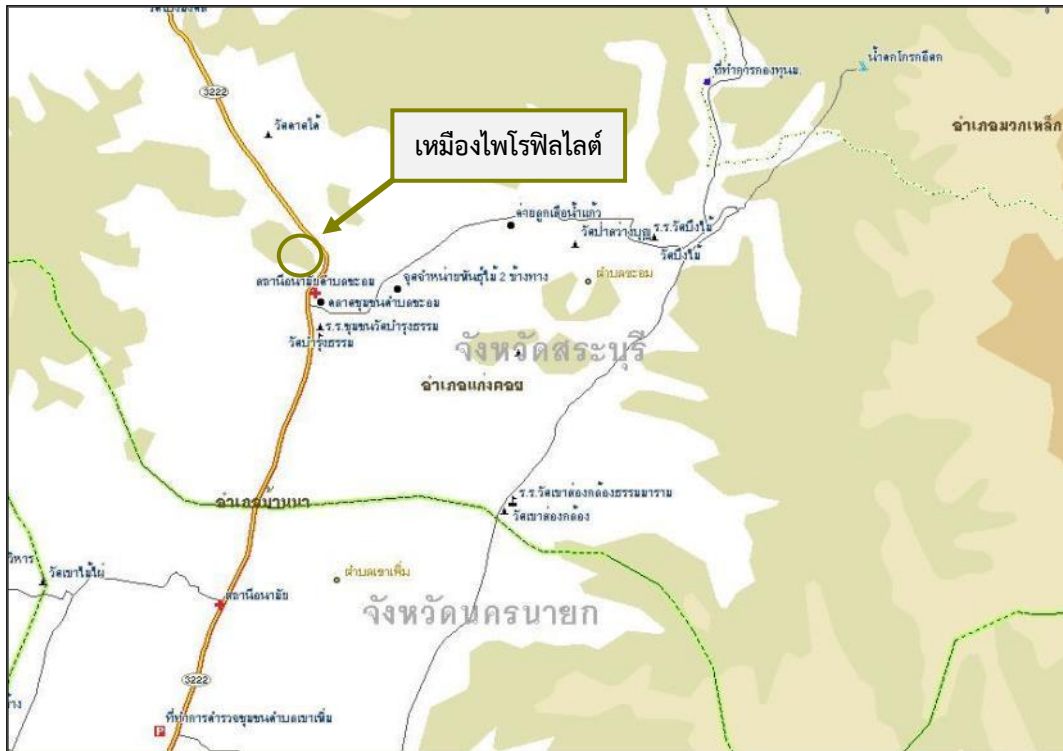 3222
วัดตาดใต้
น้ำตกโกรกอีดก
ที่ทำการกองทุนฯ.
อำเภอมวกเหล็ก
เหมืองไพโรฟิลไลต์
ค่ายลูกเสือน้ำแก้ว
วัดป่าสว่างบุญ
ร.ร.วัดบึงไม้
วัดบึงไม้
สถานีอนามัยตำบลชะอม
จุดจำหน่ายพันธุ์ไม้ 2 ข้างทาง
ตำบลชะอม
ตลาดชุมชนตำบลชะอม
ร.ร.ชุมชนวัดบำรุงธรรม
วัดบำรุงธรรม
จังหวัดสระบุรี
อำเภอแก่งคอย
อำเภอบ้านนา
ร.ร.วัดเขาส่องกล้องธรรมาราม
วัดเขาส่องกล้อง
วิหาร
วัดเขาไม้ไผ่
ตำบลเขาเพิ่ม
สถานีอนามัย
จังหวัดนครนายก
3222
ที่ทำการตำรวจชุมชนตำบลเขาเพิ่ม
P